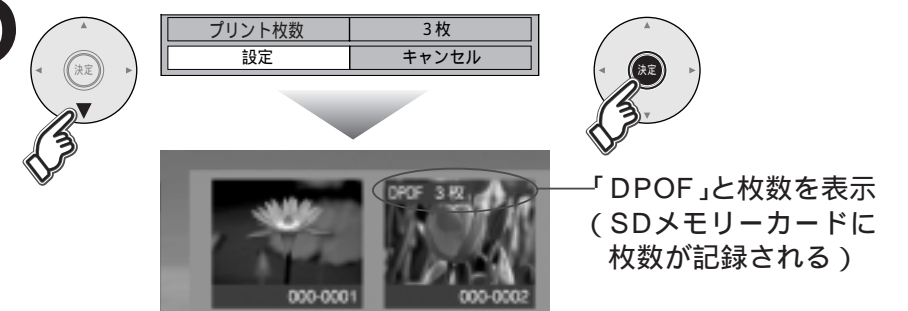 プリント枚数 3枚
設定 キャンセル
決定
決定
DPOF 3枚
「DPOF」と枚数を表示
(SDメモリーカードに
枚数が記録される)
000-0001
000-0002